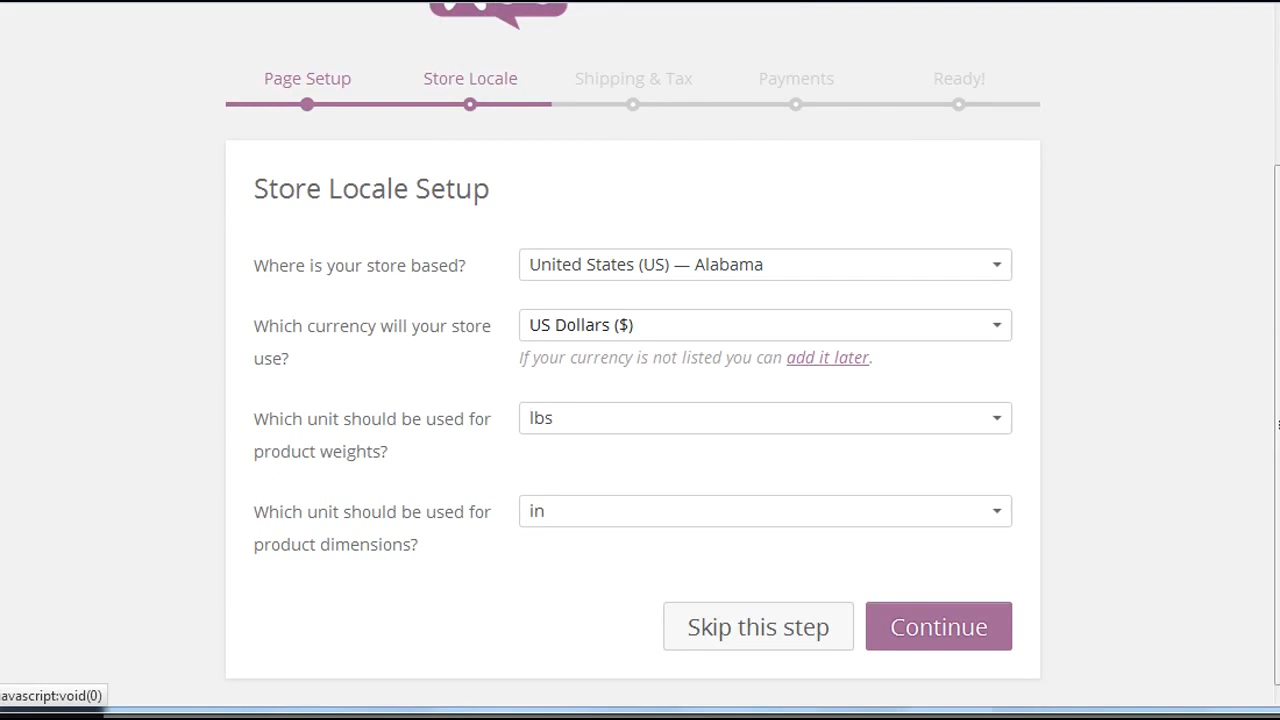 Page Setup
Store Locale
Shipping & Tax
Payments
Ready!
Store Locale Setup
Where is your store based?
United States (US) — Alabama
Which currency will your store
use?
US Dollars ($)
If your currency is not listed you can add it later.
Which unit should be used for
product weights?
lbs
Which unit should be used for
product dimensions?
in
Skip this step
Continue
avascript:void(0)